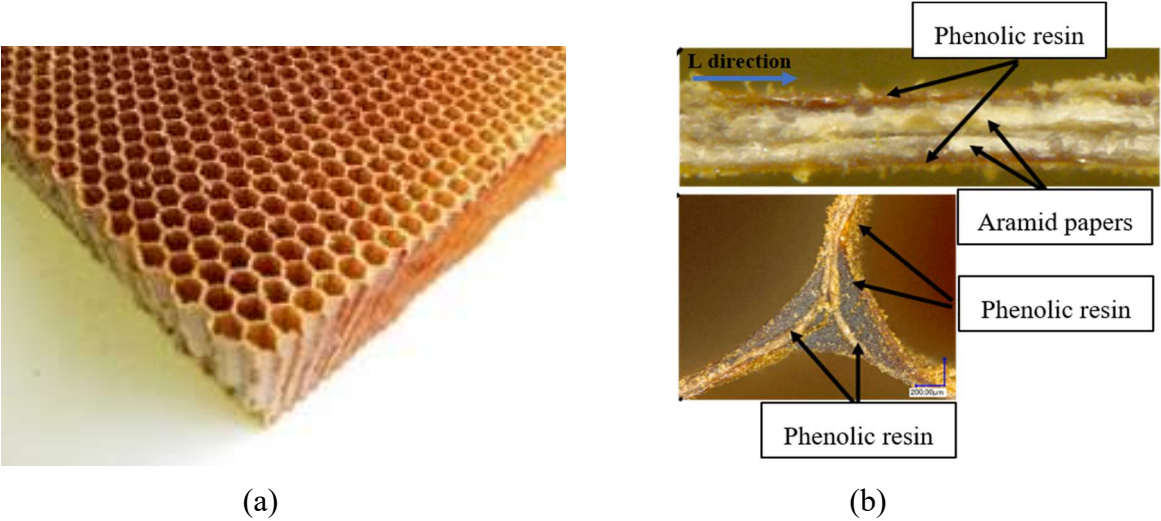 Phenolic resin
L direction
Aramid papers
Phenolic resin
200.00µm
Phenolic resin
(a)
(b)